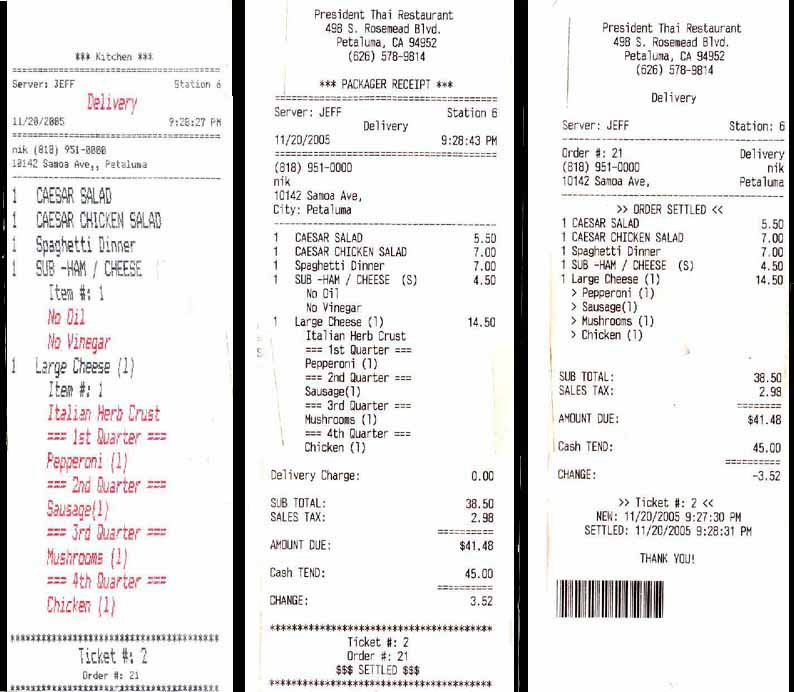 *** Kitchen ***
Server: JEFF Station 6
Delivery
11/20/2005 9:28:27 PM
nik (818) 951-0000
10142 Samoa Ave,, Petaluma
1 CAESAR SALAD
1 CAESAR CHICKEN SALAD
1 Spaghetti Dinner
1 SUB -HAM / CHEESE (
Item #: 1
No Oil
No Vinegar
1 Large Cheese (1)
Item #: 1
Italian Herb Crust
=== 1st Quarter ===
Pepperoni (1)
=== 2nd Quarter ===
Sausage(1)
=== 3rd Quarter ===
Mushrooms (1)
=== 4th Quarter ===
Chicken (1)
Ticket #: 2
Order #: 21
President Thai Restaurant
498 S. Rosemead Blvd.
Petaluma, CA 94952
(626) 578-9814
*** PACKAGER RECEIPT ***
Server: JEFF Station 6
Delivery
11/20/2005 9:28:43 PM
(818) 951-0000
nik
10142 Samoa Ave,
City: Petaluma
1 CAESAR SALAD 5.50
1 CAESAR CHICKEN SALAD 7.00
1 Spaghetti Dinner 7.00
1 SUB -HAM / CHEESE (S) 4.50
No Oil
No Vinegar
1 Large Cheese (1) 14.50
Italian Herb Crust
=== 1st Quarter ===
Pepperoni (1)
=== 2nd Quarter ===
Sausage(1)
=== 3rd Quarter ===
Mushrooms (1)
=== 4th Quarter ===
Chicken (1)
Delivery Charge: 0.00
SUB TOTAL: 38.50
SALES TAX: 2.98
AMOUNT DUE: $41.48
Cash TEND: 45.00
CHANGE: 3.52
Ticket #: 2
Order #: 21
$$$ SETTLED $$$
President Thai Restaurant
498 S. Rosemead Blvd.
Petaluma, CA 94952
(626) 578-9814
Delivery
Server: JEFF Station: 6
Order #: 21 Delivery
(818) 951-0000 nik
10142 Samoa Ave, Petaluma
>> ORDER SETTLED <<
1 CAESAR SALAD 5.50
1 CAESAR CHICKEN SALAD 7.00
1 Spaghetti Dinner 7.00
1 SUB -HAM / CHEESE (S) 4.50
1 Large Cheese (1) 14.50
> Pepperoni (1)
> Sausage(1)
> Mushrooms (1)
> Chicken (1)
SUB TOTAL: 38.50
SALES TAX: 2.98
AMOUNT DUE: $41.48
Cash TEND: 45.00
CHANGE: -3.52
>> Ticket #: 2 <<
NEW: 11/20/2005 9:27:30 PM
SETTLED: 11/20/2005 9:28:31 PM
THANK YOU!